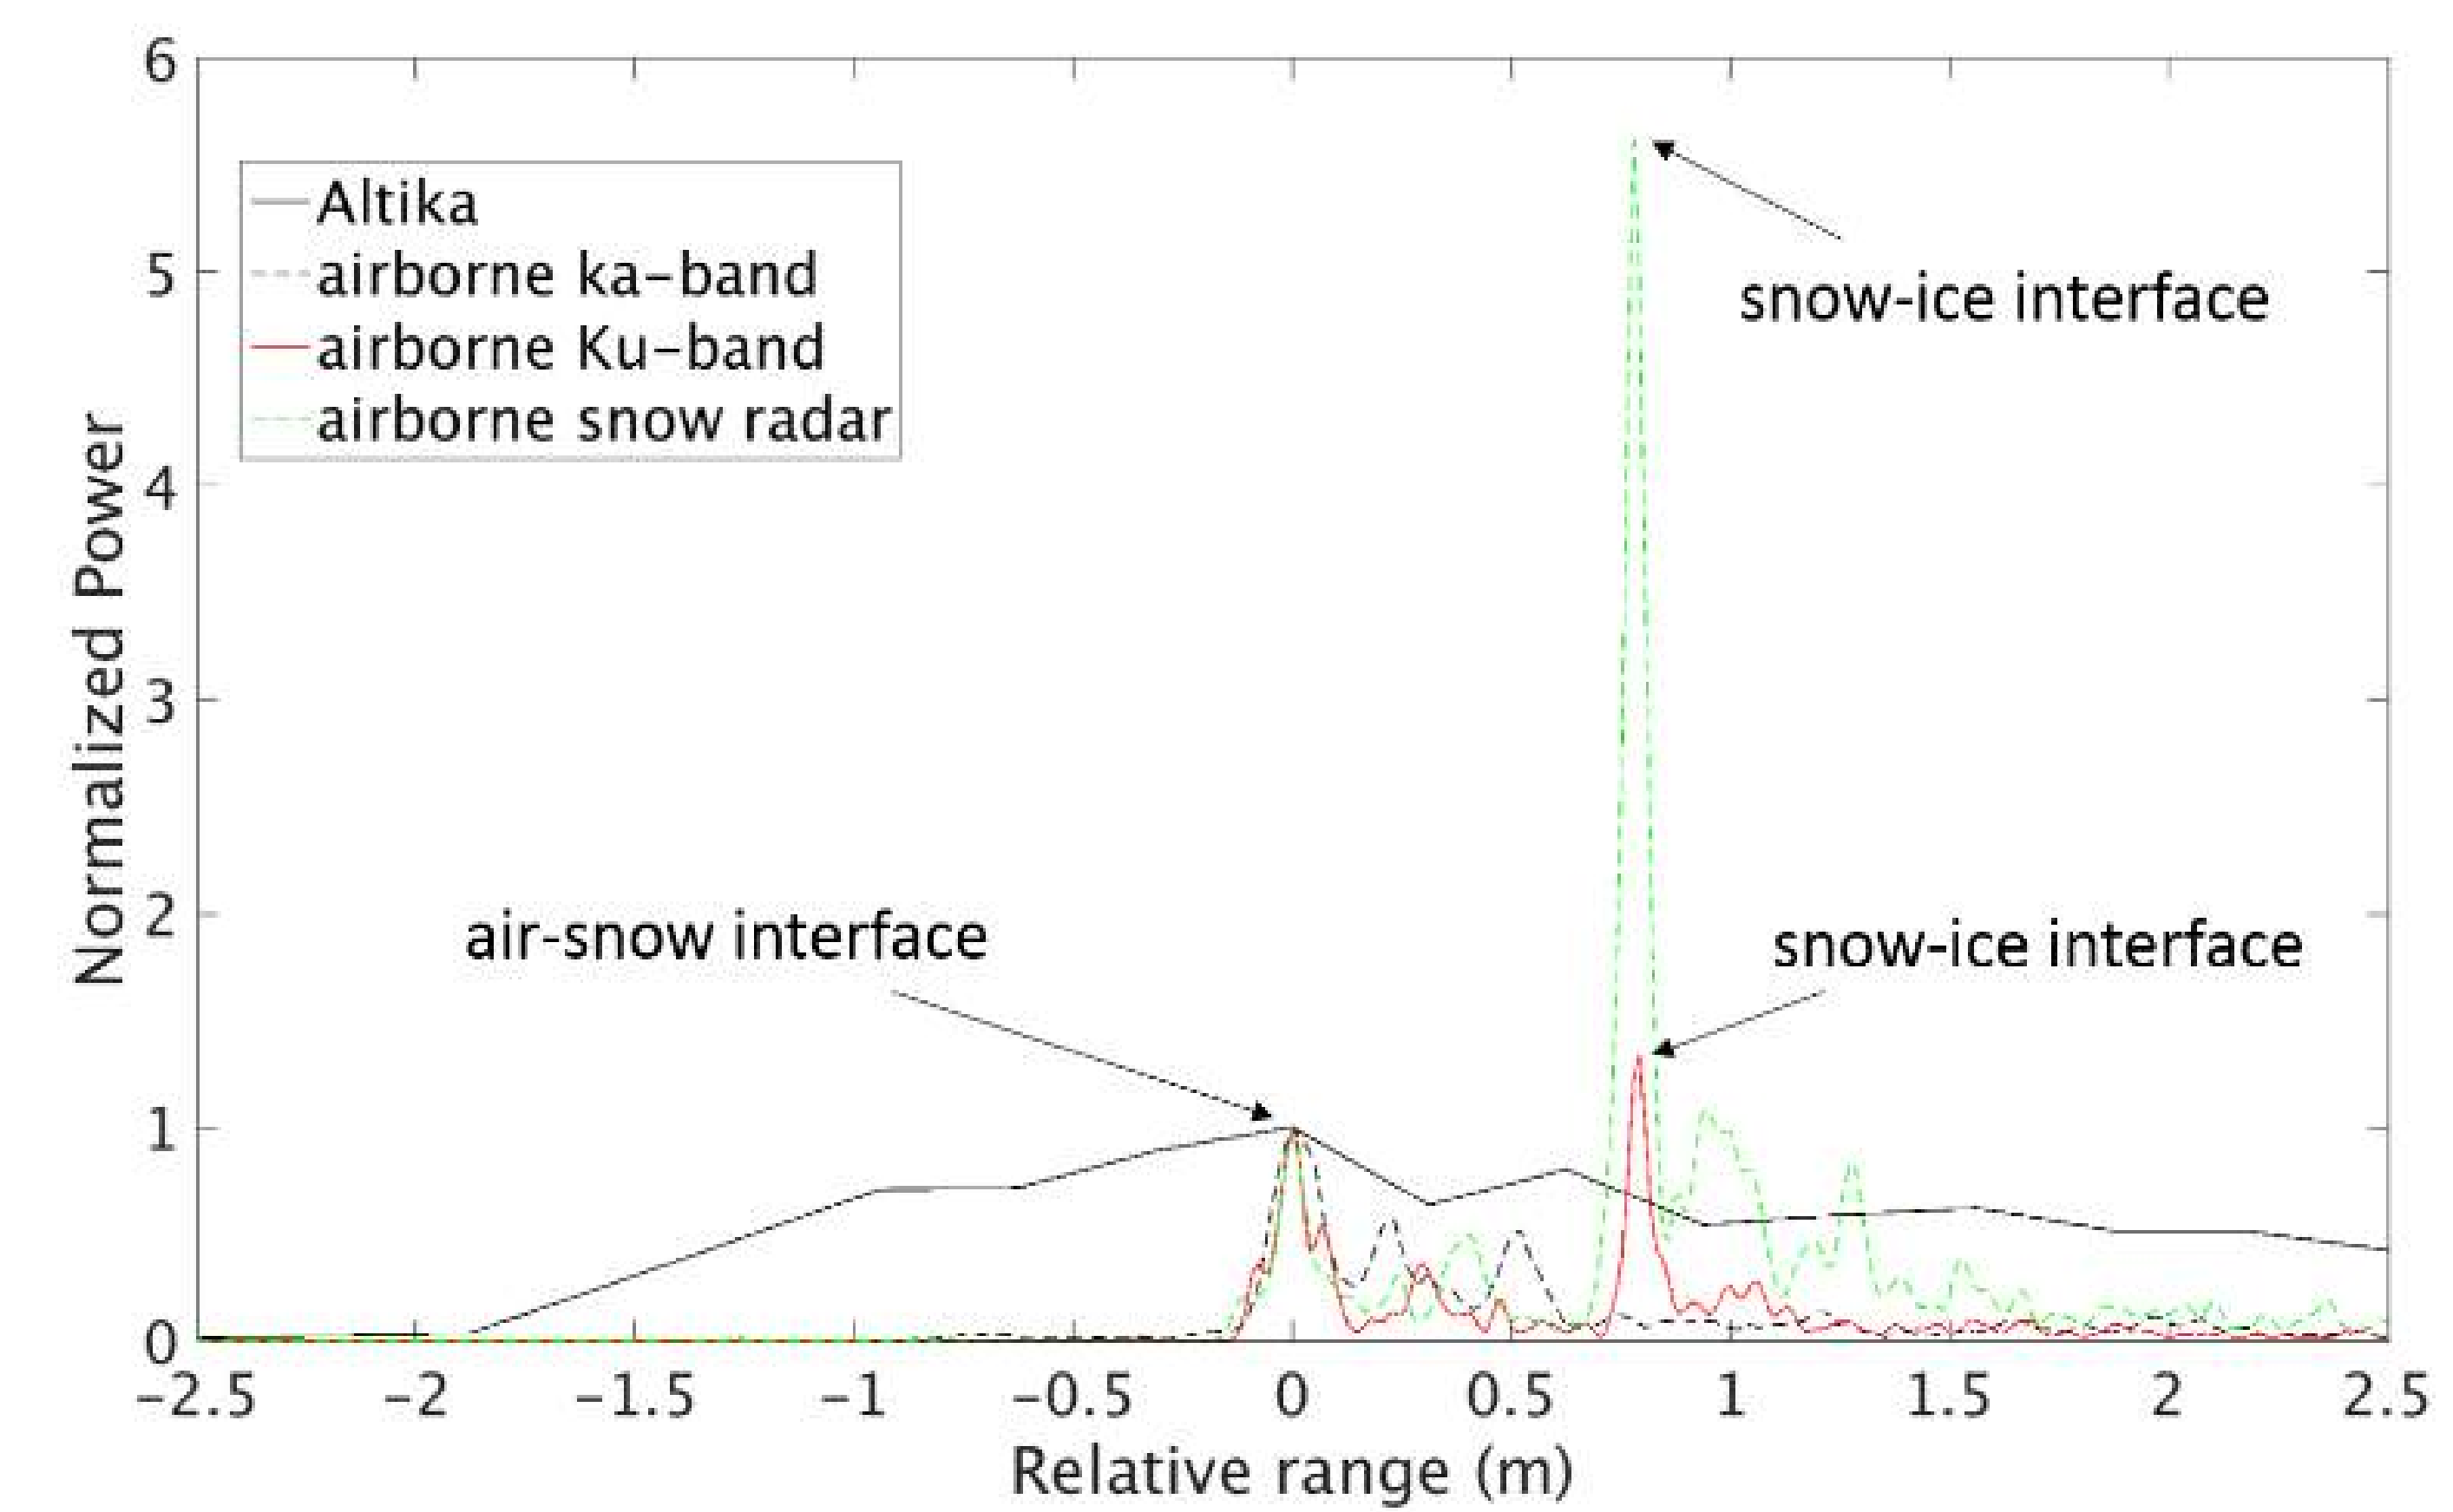 6
5
4
3
2
1
0
Normalized Power
Altika
airborne ka-band
airborne Ku-band
airborne snow radar
snow-ice interface
air-snow interface
snow-ice interface
-2.5 -2 -1.5 -1 -0.5 0 0.5 1 1.5 2 2.5
Relative range (m)